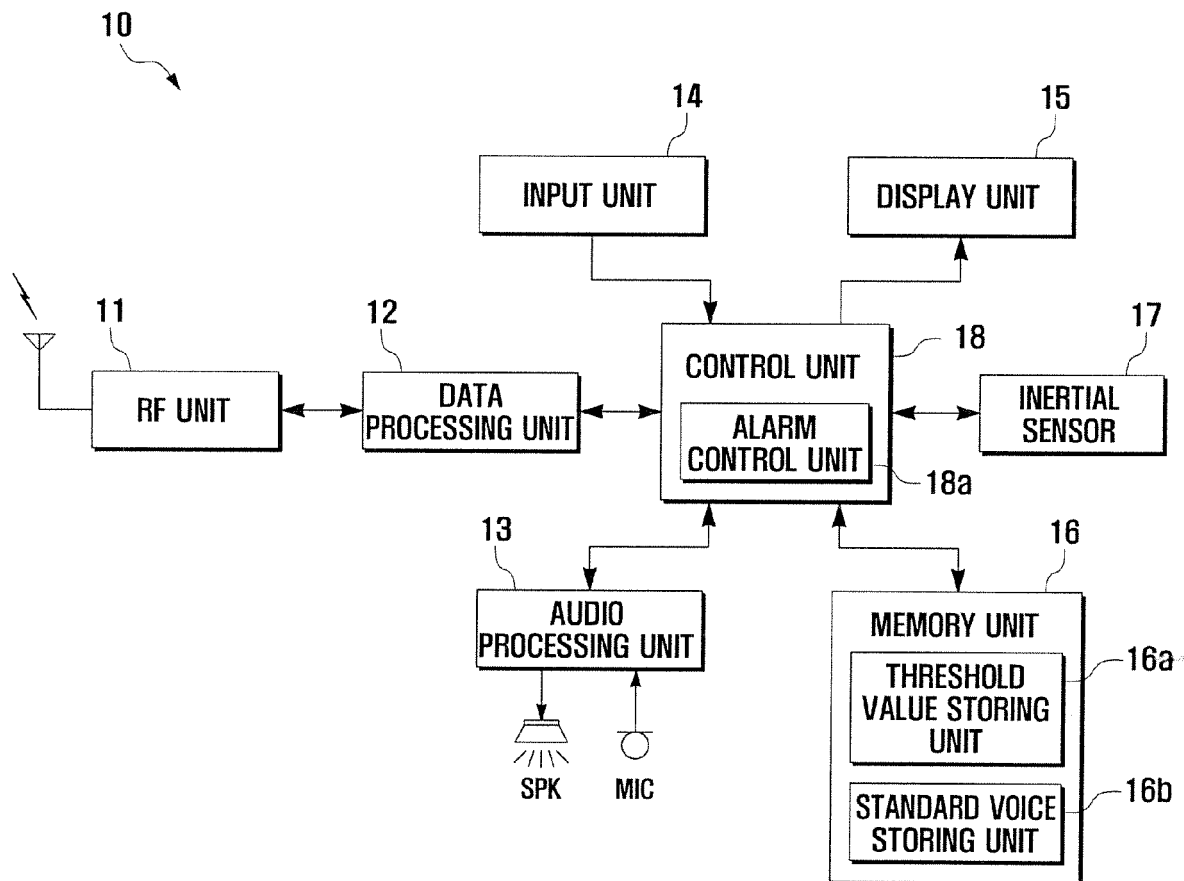 10
14
INPUT UNIT
15
DISPLAY UNIT
11
RF UNIT
12
DATA
PROCESSING UNIT
18
CONTROL UNIT
ALARM
CONTROL UNIT
18a
17
INERTIAL
SENSOR
13
AUDIO
PROCESSING UNIT
SPK
MIC
16
MEMORY UNIT
16a
THRESHOLD
VALUE STORING
UNIT
16b
STANDARD VOICE
STORING UNIT